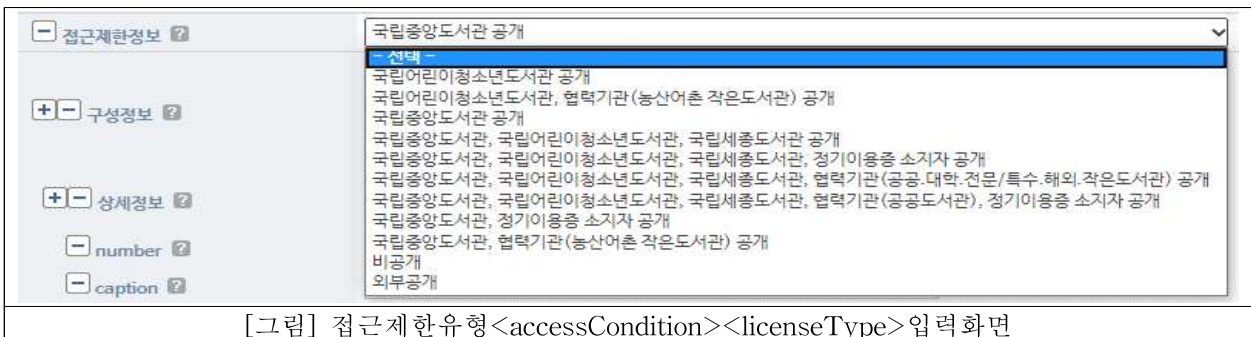 접근제한정보
국립중앙도서관 공개
- 선택 -
국립어린이청소년도서관 공개
국립어린이청소년도서관, 협력기관(농산어촌 작은도서관) 공개
구성정보
국립중앙도서관 공개
국립중앙도서관, 국립어린이청소년도서관, 국립세종도서관 공개
국립중앙도서관, 국립어린이청소년도서관, 국립세종도서관, 정기이용증 소지자 공개
국립중앙도서관, 국립어린이청소년도서관, 국립세종도서관, 협력기관(공공.대학.전문/특수.해외.작은도서관) 공개
상세정보
국립중앙도서관, 국립어린이청소년도서관, 국립세종도서관, 협력기관(공공도서관), 정기이용증 소지자 공개
국립중앙도서관, 정기이용증 소지자 공개
number
국립중앙도서관, 협력기관(농산어촌 작은도서관) 공개
비공개
caption
외부공개
[그림] 접근제한유형<accessCondition><licenseType>입력화면